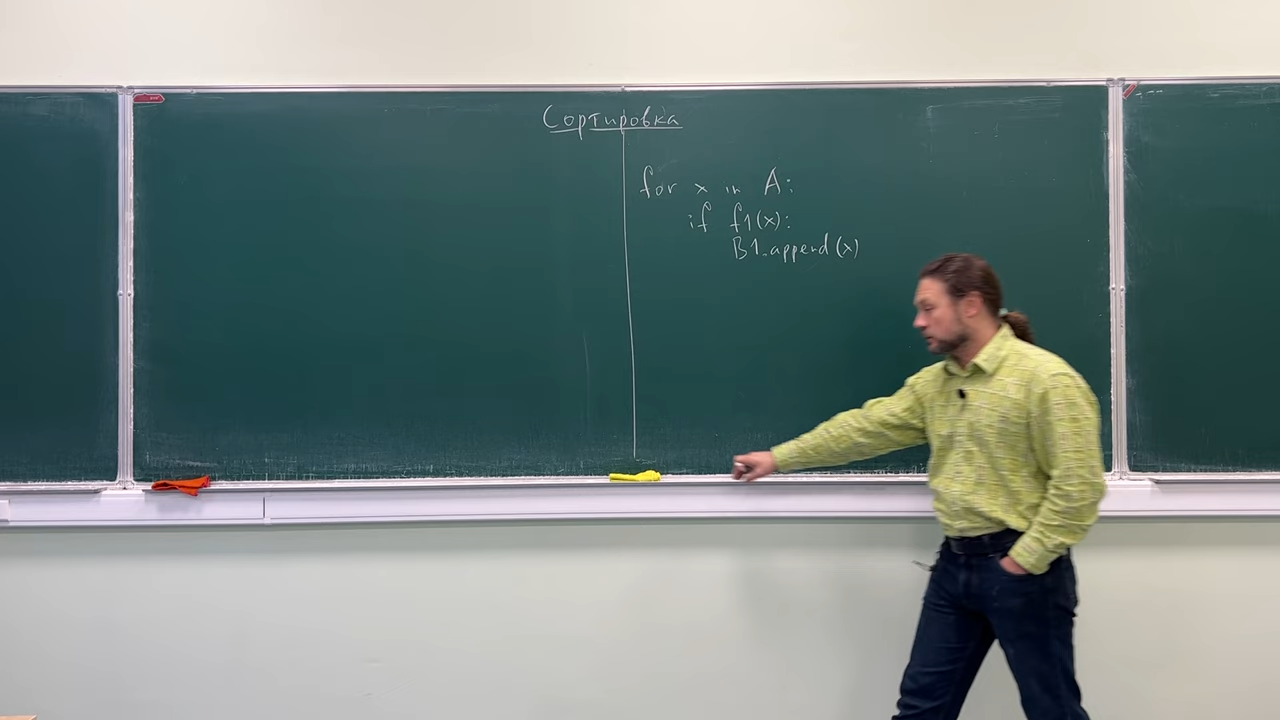 Сортировка
for x in A:
if f1(x):
B1.append(x)